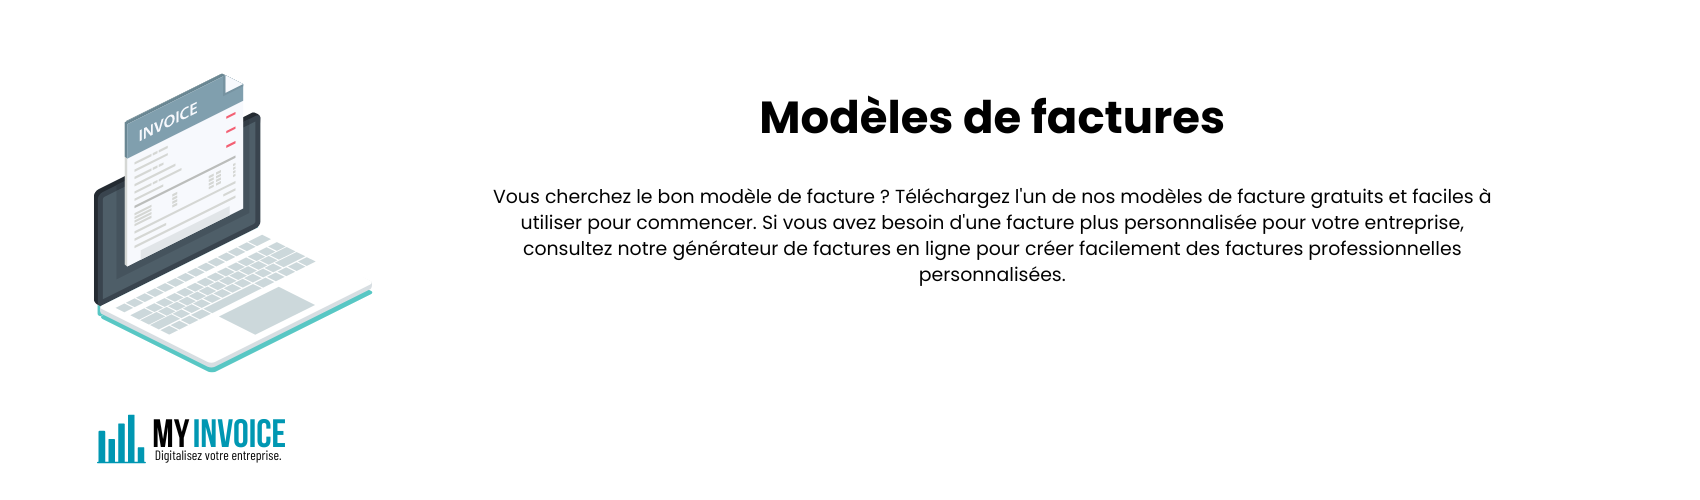 INVOICE
Modèles de factures
Vous cherchez le bon modèle de facture ? Téléchargez l'un de nos modèles de facture gratuits et faciles à
utiliser pour commencer. Si vous avez besoin d'une facture plus personnalisée pour votre entreprise,
consultez notre générateur de factures en ligne pour créer facilement des factures professionnelles
personnalisées.
MY INVOICE
Digitalisez votre entreprise.